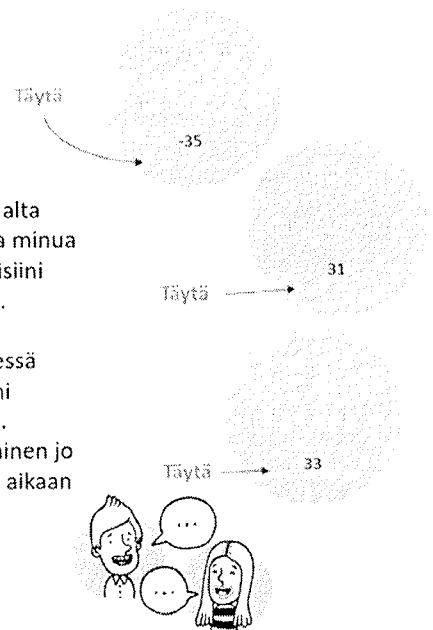 Täytä
-35
alta
a minua
isiini
31
Täytä
.
essä
ni
33
.
ainen jo
Täytä
aikaan
...
...